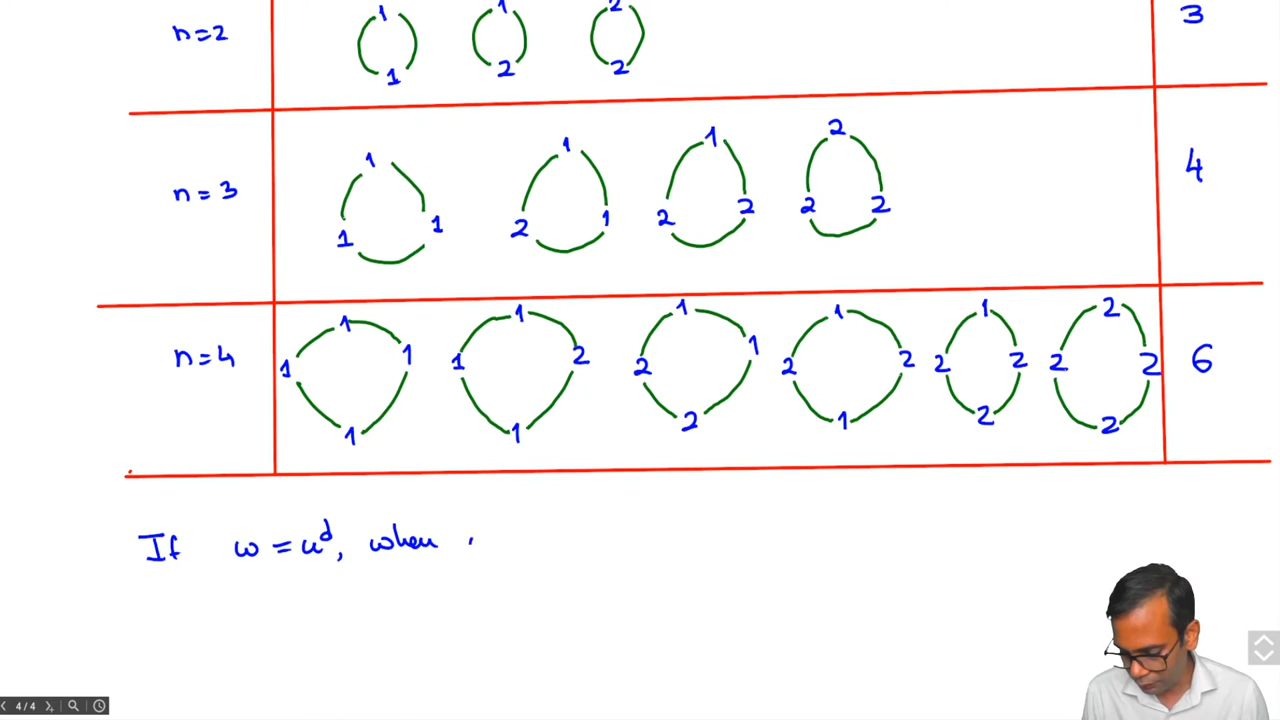 1 1 2
n=2 3
1 2 2
1 1 1 2
n = 3 4
1 1 2 1 2 2 2 2
1 1 1 1 1 2
n=4 1 1 1 2 2 1 2 2 2 2 2 2 6
1 1 2 1 2 2
If w = u^d, when
4/4